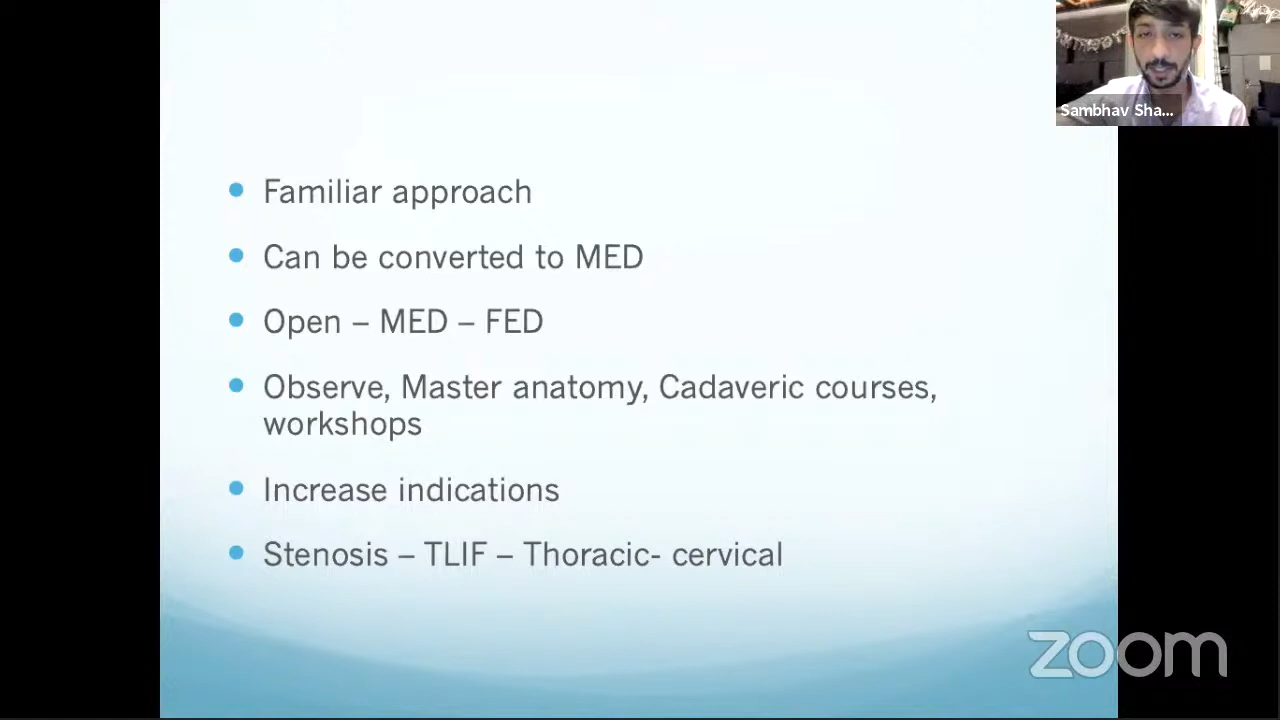 Sambhav Sha...
• Familiar approach
• Can be converted to MED
• Open – MED – FED
• Observe, Master anatomy, Cadaveric courses,
workshops
• Increase indications
• Stenosis – TLIF – Thoracic- cervical
zoom